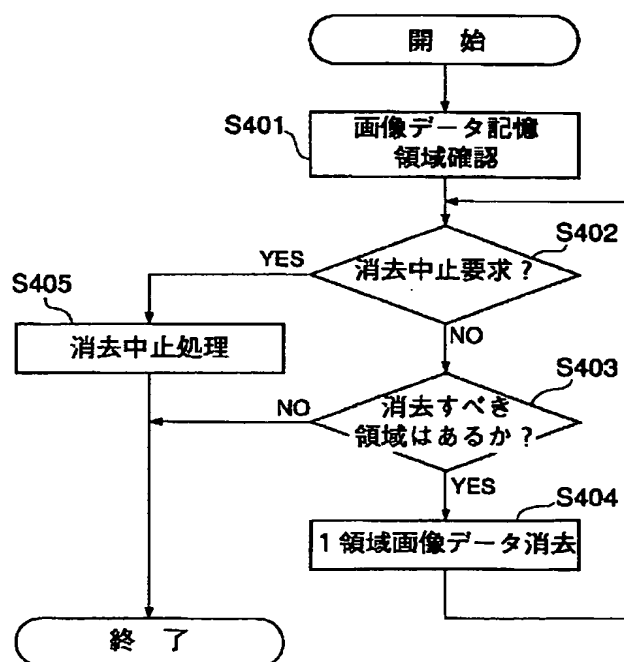 開 始
S401
画像データ記憶
領域確認
S402
消去中止要求?
YES
S405
消去中止処理
NO
S403
消去すべき
領域はあるか?
NO
YES
S404
1領域画像データ消去
終 了